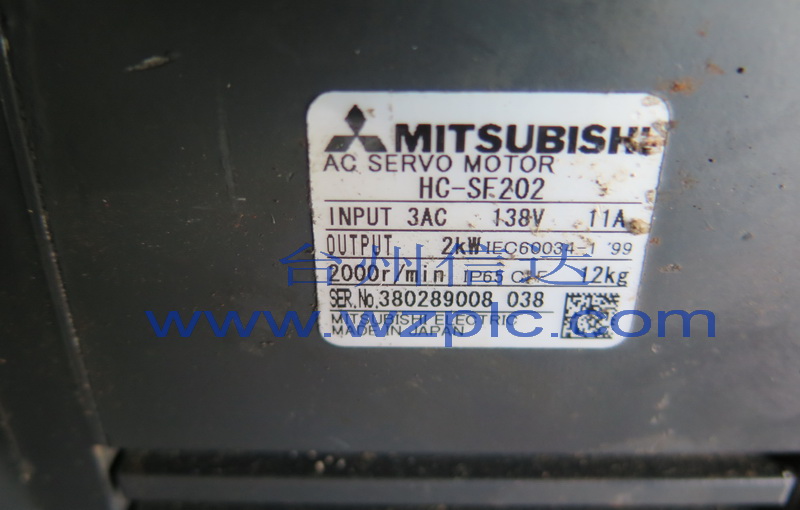 MITSUBISHI
AC SERVO MOTOR
HC-SF202
INPUT 3AC 138V 11A
OUTPUT 2kW IEC60034-1 '99
2000r/min IP65 Cl.F 12kg
台州信达
SER.No.380289008 038
MITSUBISHI ELECTRIC
www.wzplc.com
MADE IN JAPAN